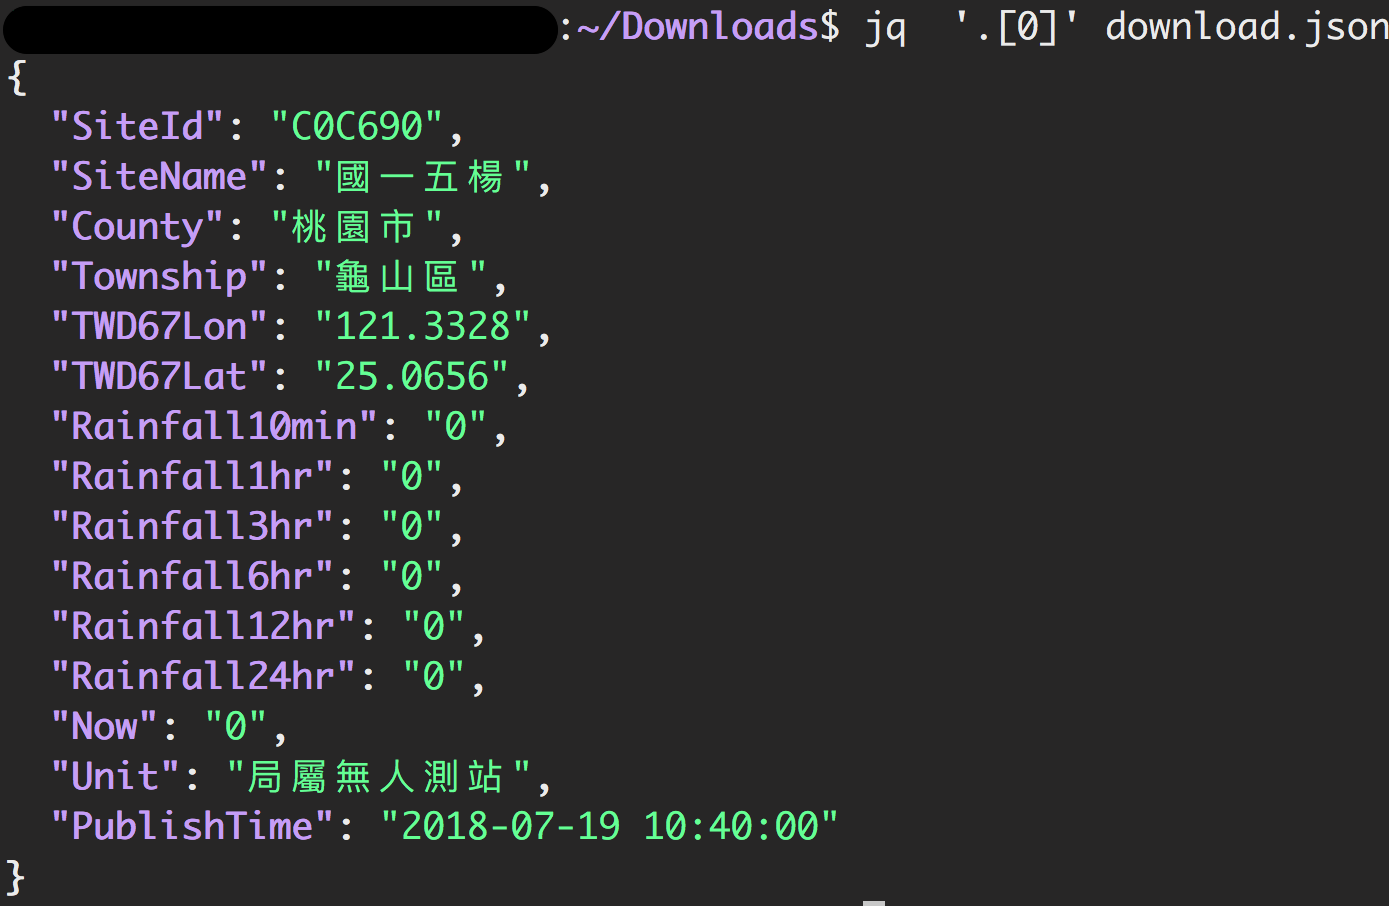 :~/Downloads$ jq  '.[0]' download.json
{
  "SiteId": "C0C690",
  "SiteName": "國一五楊",
  "County": "桃園市",
  "Township": "龜山區",
  "TWD67Lon": "121.3328",
  "TWD67Lat": "25.0656",
  "Rainfall10min": "0",
  "Rainfall1hr": "0",
  "Rainfall3hr": "0",
  "Rainfall6hr": "0",
  "Rainfall12hr": "0",
  "Rainfall24hr": "0",
  "Now": "0",
  "Unit": "局屬無人測站",
  "PublishTime": "2018-07-19 10:40:00"
}